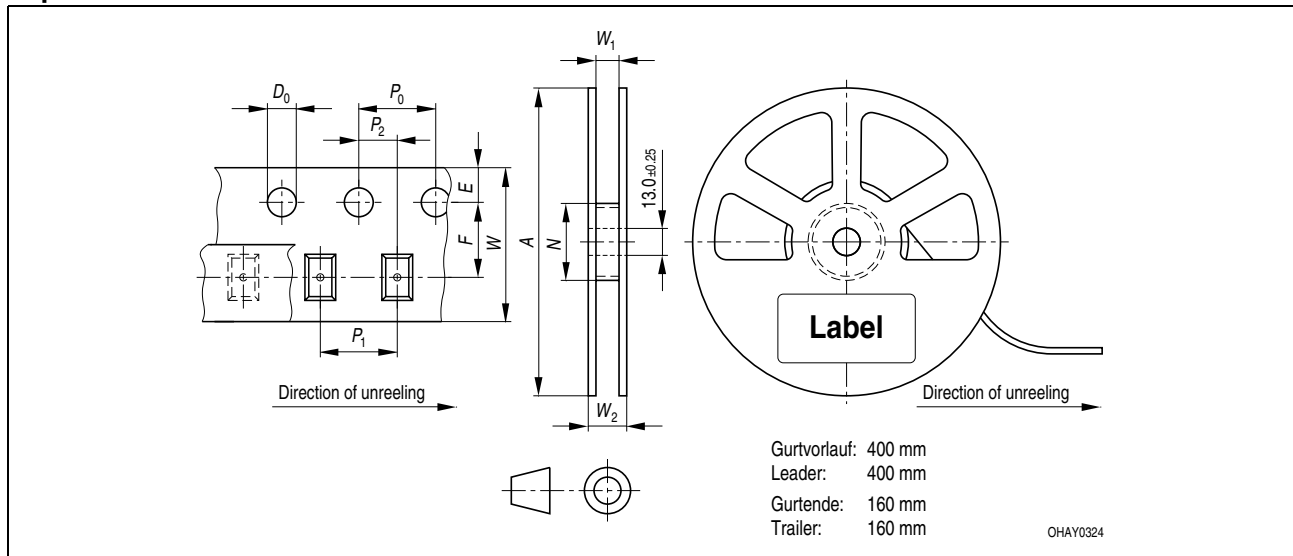 W₁
D₀
P₀
P₂
E
F
W
A
N
13.0±0.25
Label
P₁
Direction of unreeling
Direction of unreeling
W₂
Gurtvorlauf: 400 mm
Leader: 400 mm
Gurtende: 160 mm
Trailer: 160 mm
OHAY0324